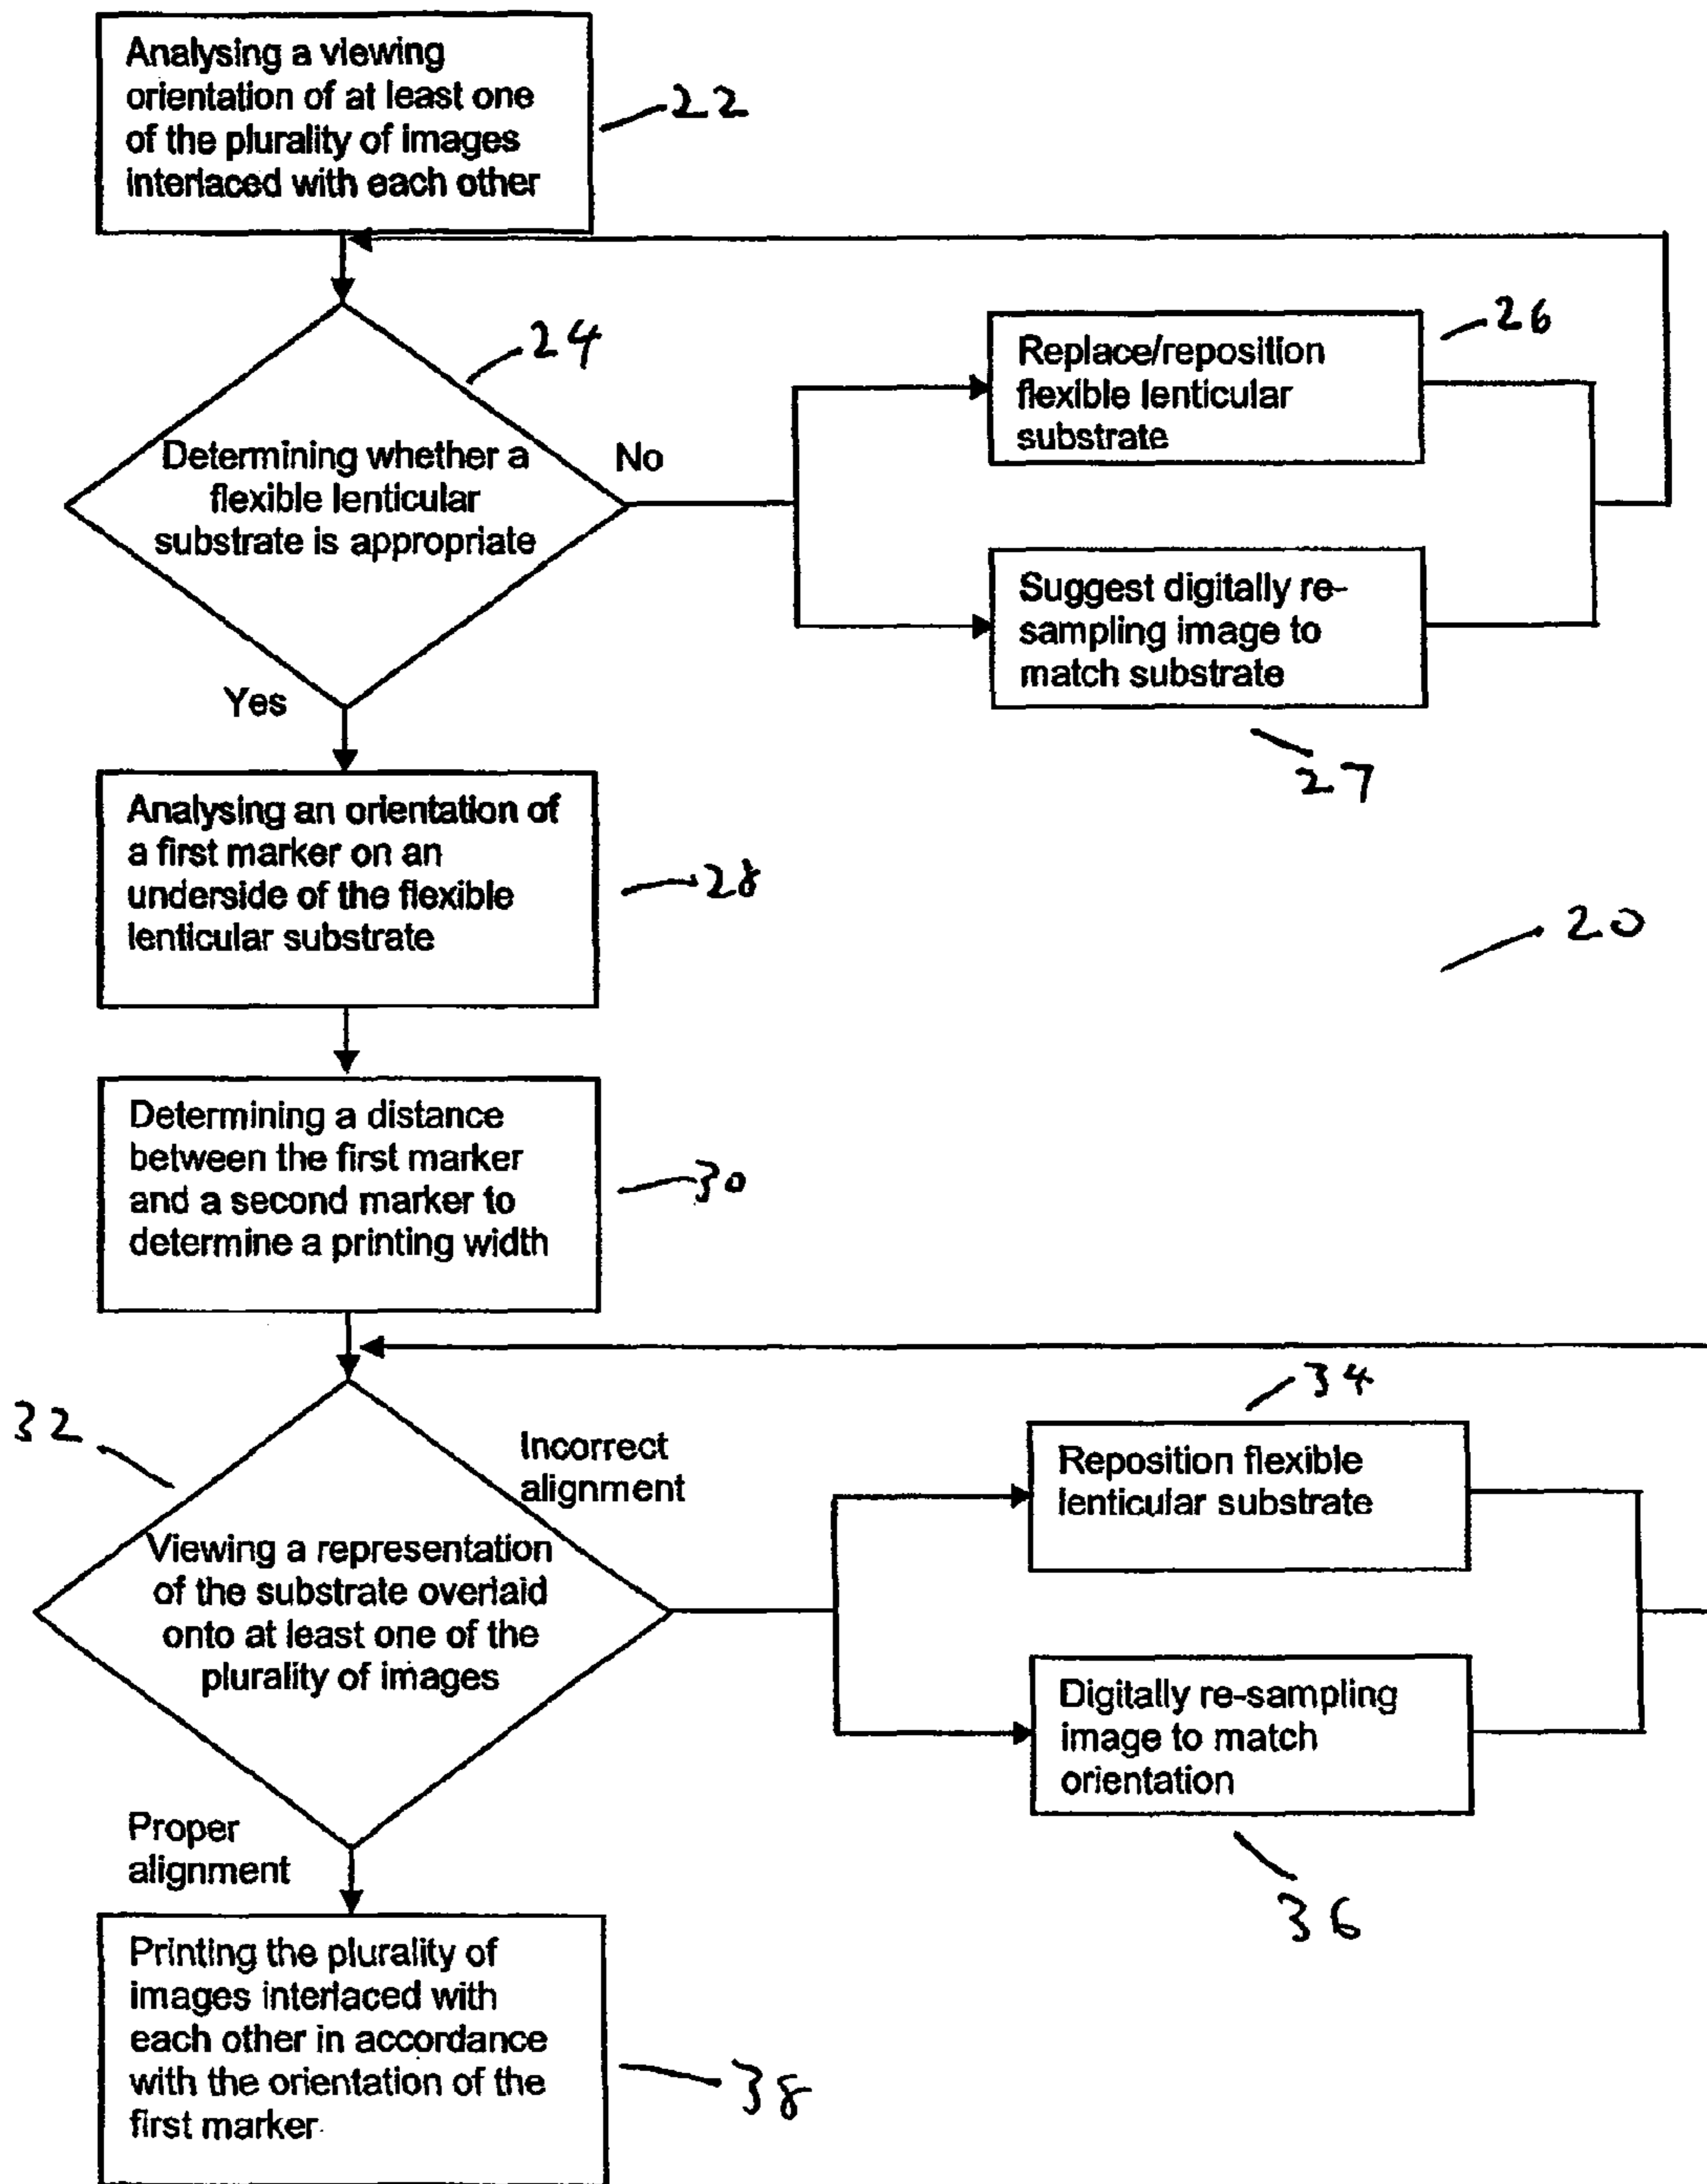 Analysing a viewing
orientation of at least one
of the plurality of images
interlaced with each other
22
24
Determining whether a
flexible lenticular
substrate is appropriate
No
Yes
26
Replace/reposition
flexible lenticular
substrate
Suggest digitally re-
sampling image to
match substrate
27
Analysing an orientation of
a first marker on an
underside of the flexible
lenticular substrate
28
20
Determining a distance
between the first marker
and a second marker to
determine a printing width
30
32
Viewing a representation
of the substrate overlaid
onto at least one of the
plurality of images
Incorrect
alignment
Proper
alignment
34
Reposition flexible
lenticular substrate
Digitally re-sampling
image to match
orientation
36
Printing the plurality of
images interlaced with
each other in accordance
with the orientation of the
first marker
38